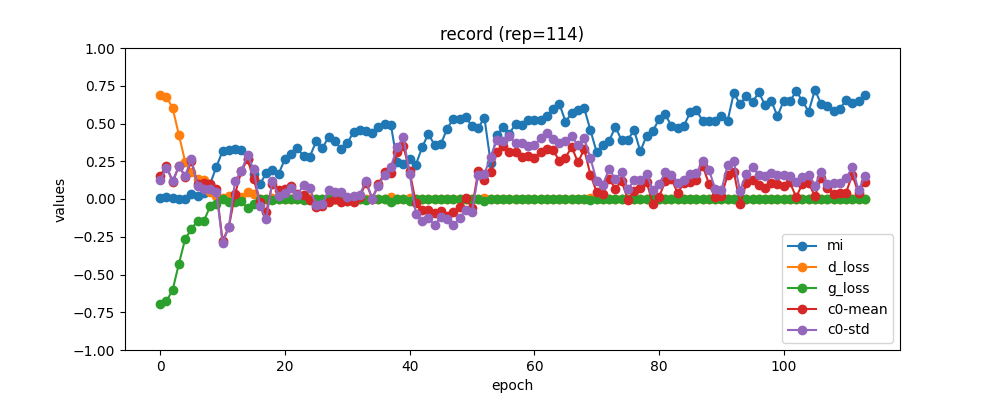 record (rep=114)
1.00
0.75
0.50
0.25
0.00
−0.25
−0.50
−0.75
−1.00
values
0
20
40
60
80
100
epoch
mi
d_loss
g_loss
c0-mean
c0-std